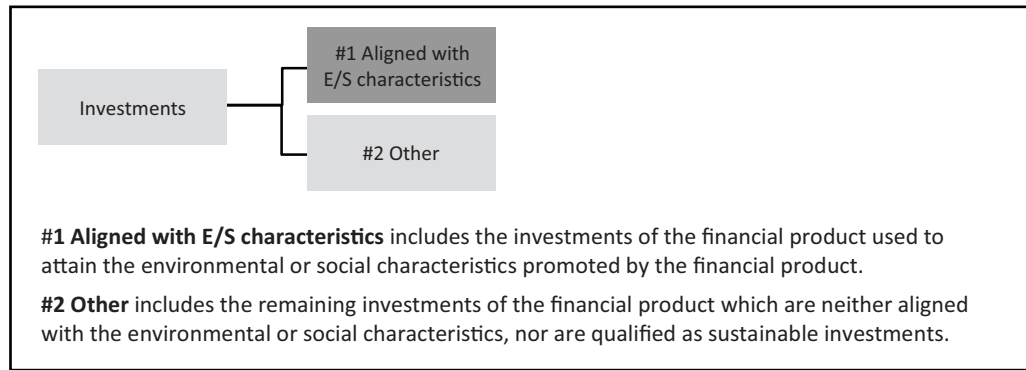 #1 Aligned with
E/S characteristics
Investments
#2 Other
#1 Aligned with E/S characteristics includes the investments of the financial product used to
attain the environmental or social characteristics promoted by the financial product.
#2 Other includes the remaining investments of the financial product which are neither aligned
with the environmental or social characteristics, nor are qualified as sustainable investments.